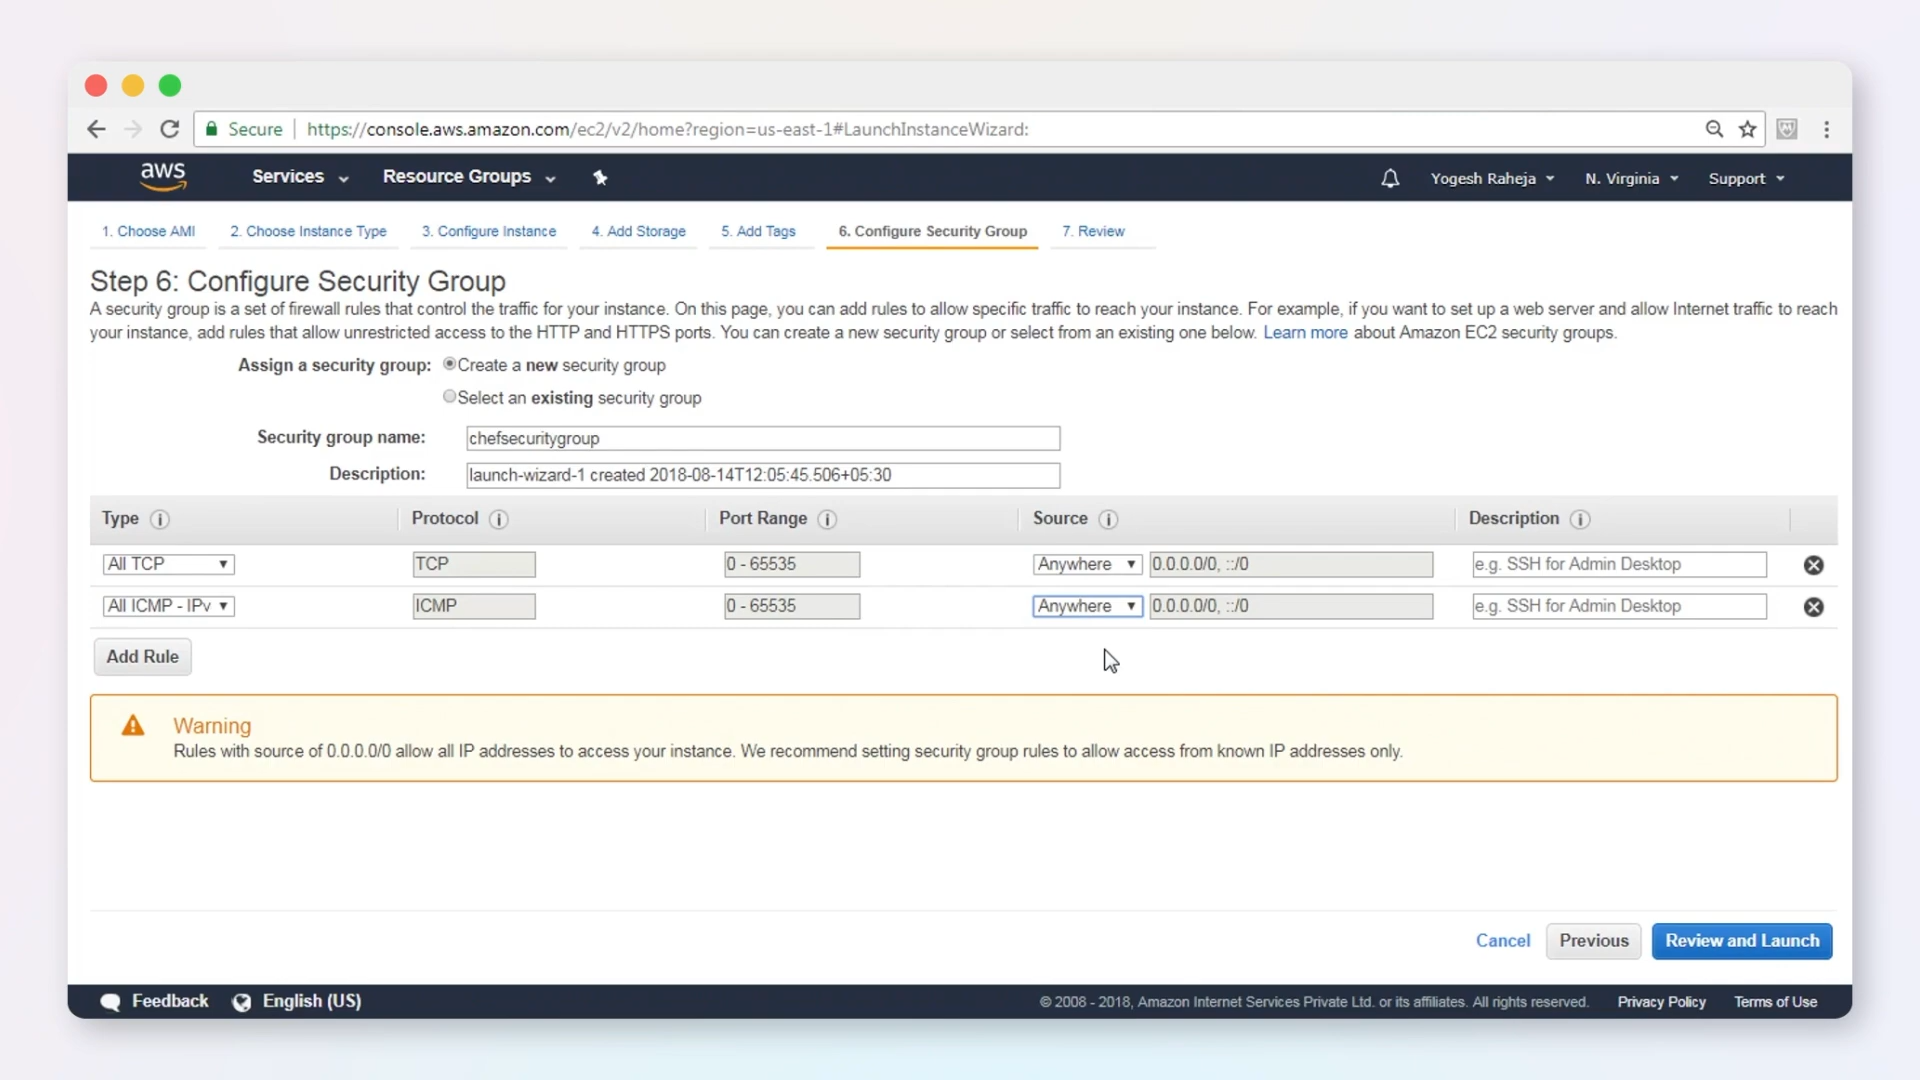 Secure | https://console.aws.amazon.com/ec2/v2/home?region=us-east-1#LaunchInstanceWizard:
aws Services Resource Groups Yogesh Raheja N. Virginia Support
1. Choose AMI 2. Choose Instance Type 3. Configure Instance 4. Add Storage 5. Add Tags 6. Configure Security Group 7. Review
Step 6: Configure Security Group
A security group is a set of firewall rules that control the traffic for your instance. On this page, you can add rules to allow specific traffic to reach your instance. For example, if you want to set up a web server and allow Internet traffic to reach
your instance, add rules that allow unrestricted access to the HTTP and HTTPS ports. You can create a new security group or select from an existing one below. Learn more about Amazon EC2 security groups.
Assign a security group: Create a new security group
Select an existing security group
Security group name: chefsecuritygroup
Description: launch-wizard-1 created 2018-08-14T12:05:45.506+05:30
Type Protocol Port Range Source Description
All TCP TCP 0 - 65535 Anywhere 0.0.0.0/0, ::/0 e.g. SSH for Admin Desktop
All ICMP - IPv ICMP 0 - 65535 Anywhere 0.0.0.0/0, ::/0 e.g. SSH for Admin Desktop
Add Rule
Warning
Rules with source of 0.0.0.0/0 allow all IP addresses to access your instance. We recommend setting security group rules to allow access from known IP addresses only.
Cancel Previous Review and Launch
Feedback English (US) © 2008 - 2018, Amazon Internet Services Private Ltd. or its affiliates. All rights reserved. Privacy Policy Terms of Use